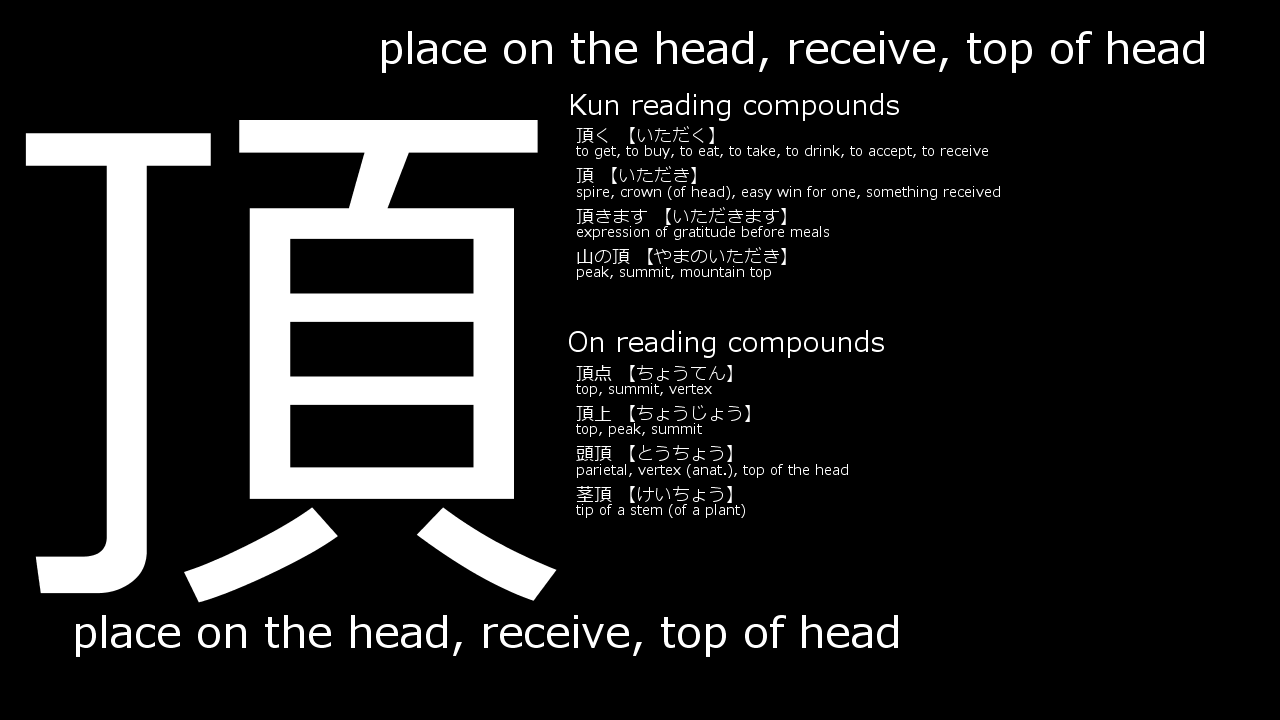 place on the head, receive, top of head
頂
Kun reading compounds
頂く 【いただく】
to get, to buy, to eat, to take, to drink, to accept, to receive
頂 【いただき】
spire, crown (of head), easy win for one, something received
頂きます 【いただきます】
expression of gratitude before meals
山の頂 【やまのいただき】
peak, summit, mountain top
On reading compounds
頂点 【ちょうてん】
top, summit, vertex
頂上 【ちょうじょう】
top, peak, summit
頭頂 【とうちょう】
parietal, vertex (anat.), top of the head
茎頂 【けいちょう】
tip of a stem (of a plant)
place on the head, receive, top of head